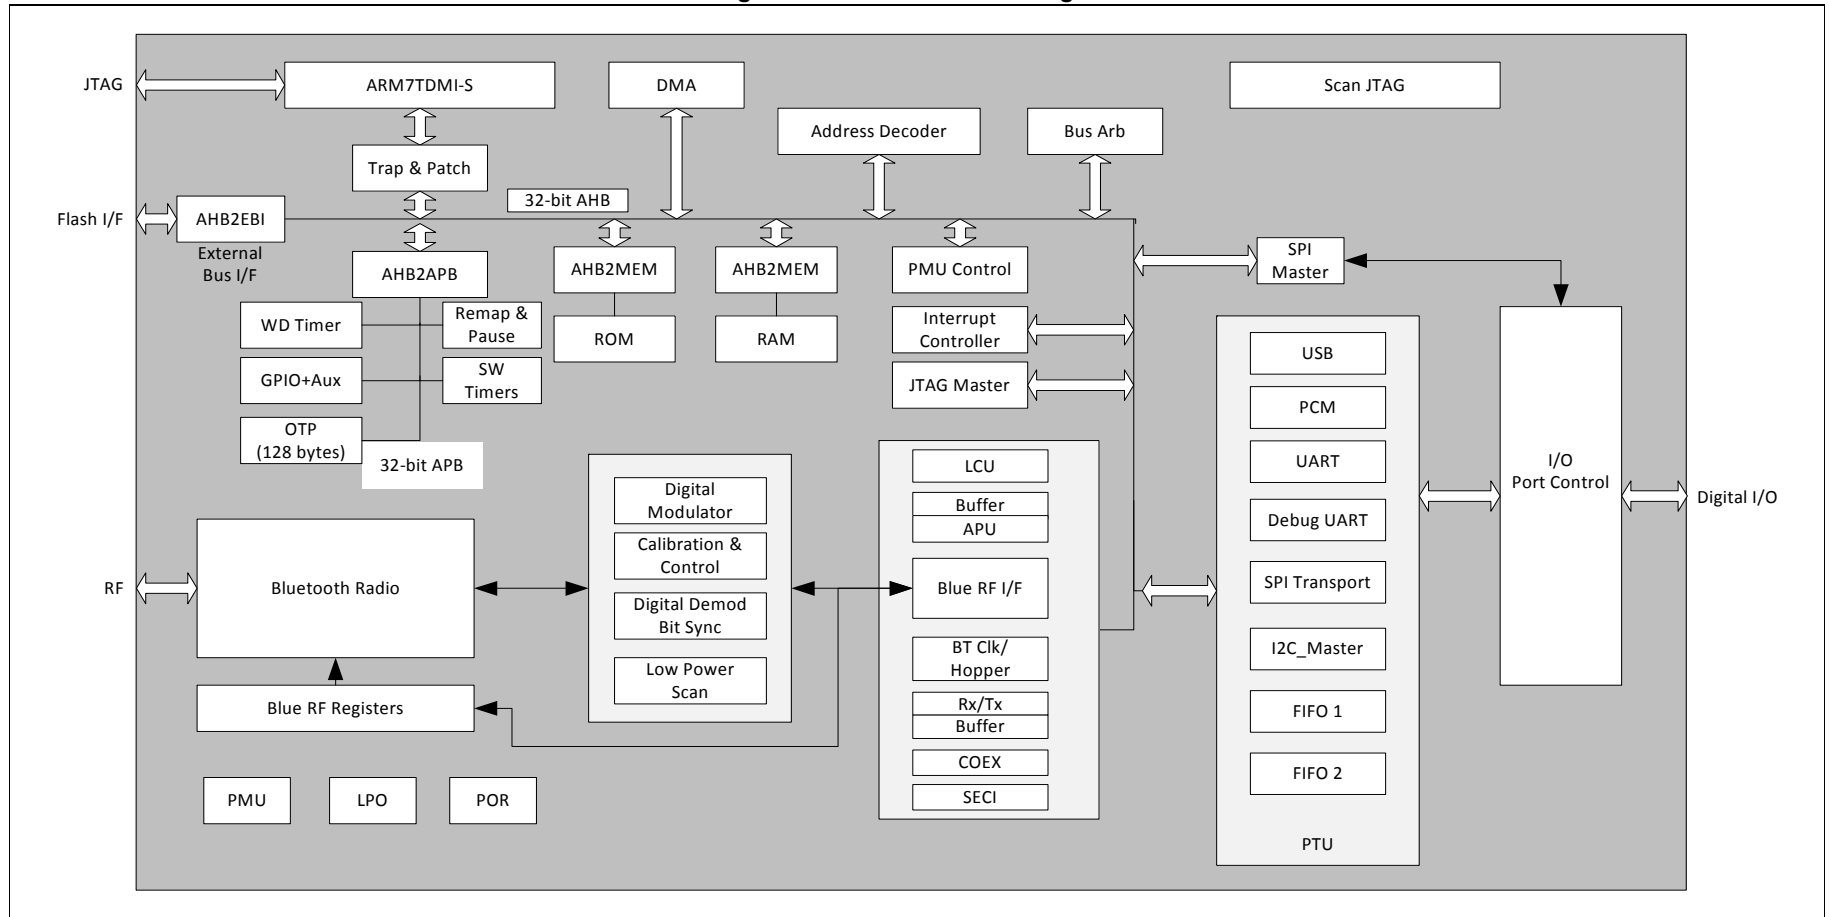 JTAG
ARM7TDMI-S
DMA
Scan JTAG
Address Decoder
Bus Arb
Trap & Patch
32-bit AHB
Flash I/F
AHB2EBI
External
Bus I/F
AHB2APB
AHB2MEM
AHB2MEM
PMU Control
SPI
Master
WD Timer
Remap &
Pause
ROM
RAM
Interrupt
Controller
GPIO+Aux
SW
Timers
JTAG Master
OTP
(128 bytes)
32-bit APB
USB
PCM
UART
Debug UART
SPI Transport
I2C_Master
FIFO 1
FIFO 2
PTU
I/O
Port Control
Digital I/O
LCU
Buffer
APU
Blue RF I/F
BT Clk/
Hopper
Rx/Tx
Buffer
COEX
SECI
Digital
Modulator
Calibration &
Control
Digital Demod
Bit Sync
Low Power
Scan
RF
Bluetooth Radio
Blue RF Registers
PMU
LPO
POR